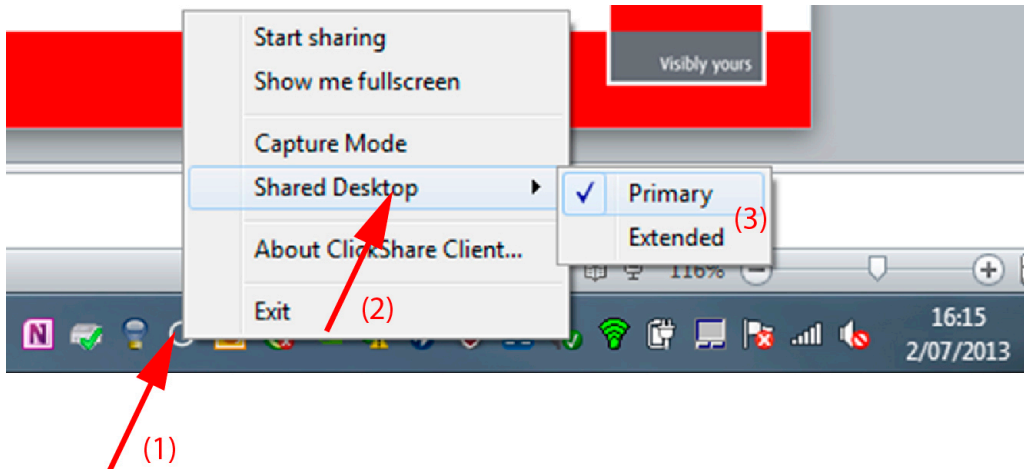 Start sharing
Visibly yours
Show me fullscreen
Capture Mode
Shared Desktop
Primary
(3)
Extended
About ClickShare Client...
116%
Exit
(2)
16:15
2/07/2013
(1)
N